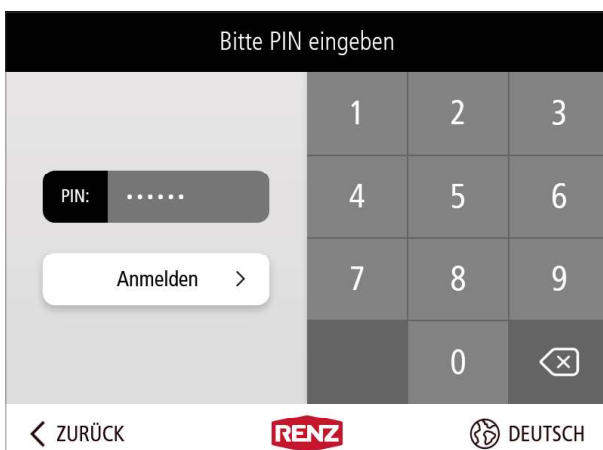 Bitte PIN eingeben
1 2 3
PIN: ······
4 5 6
Anmelden >
7 8 9
0
ZURÜCK
RENZ
DEUTSCH